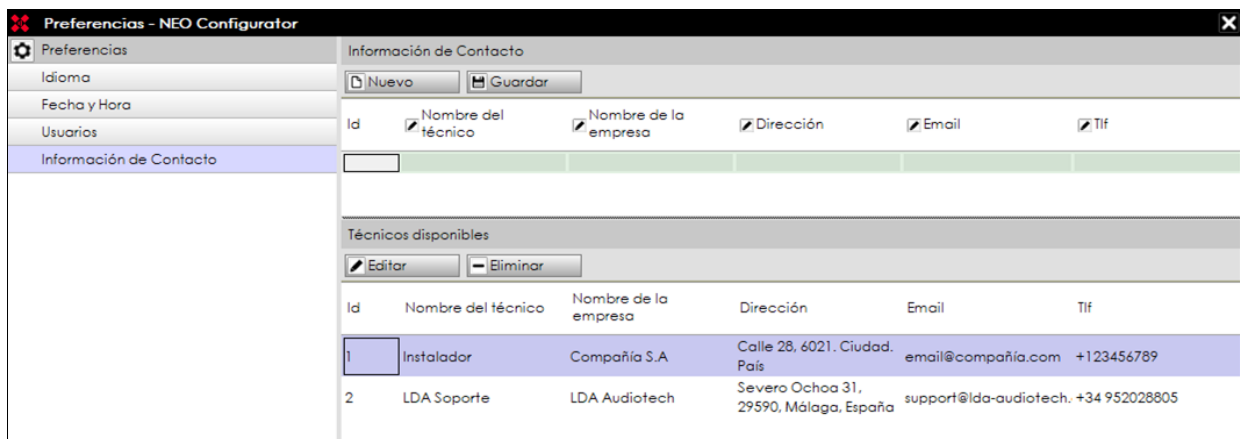 Preferencias - NEO Configurator
Preferencias
Idioma
Fecha y Hora
Usuarios
Información de Contacto
Información de Contacto
Nuevo Guardar
Id Nombre del técnico Nombre de la empresa Dirección Email Tlf
Técnicos disponibles
Editar Eliminar
Id Nombre del técnico Nombre de la empresa Dirección Email Tlf
1 Instalador Compañía S.A Calle 28, 6021. Ciudad. País email@compañía.com +123456789
2 LDA Soporte LDA Audiotech Severo Ochoa 31, 29590, Málaga, España support@lda-audiotech. +34 952028805